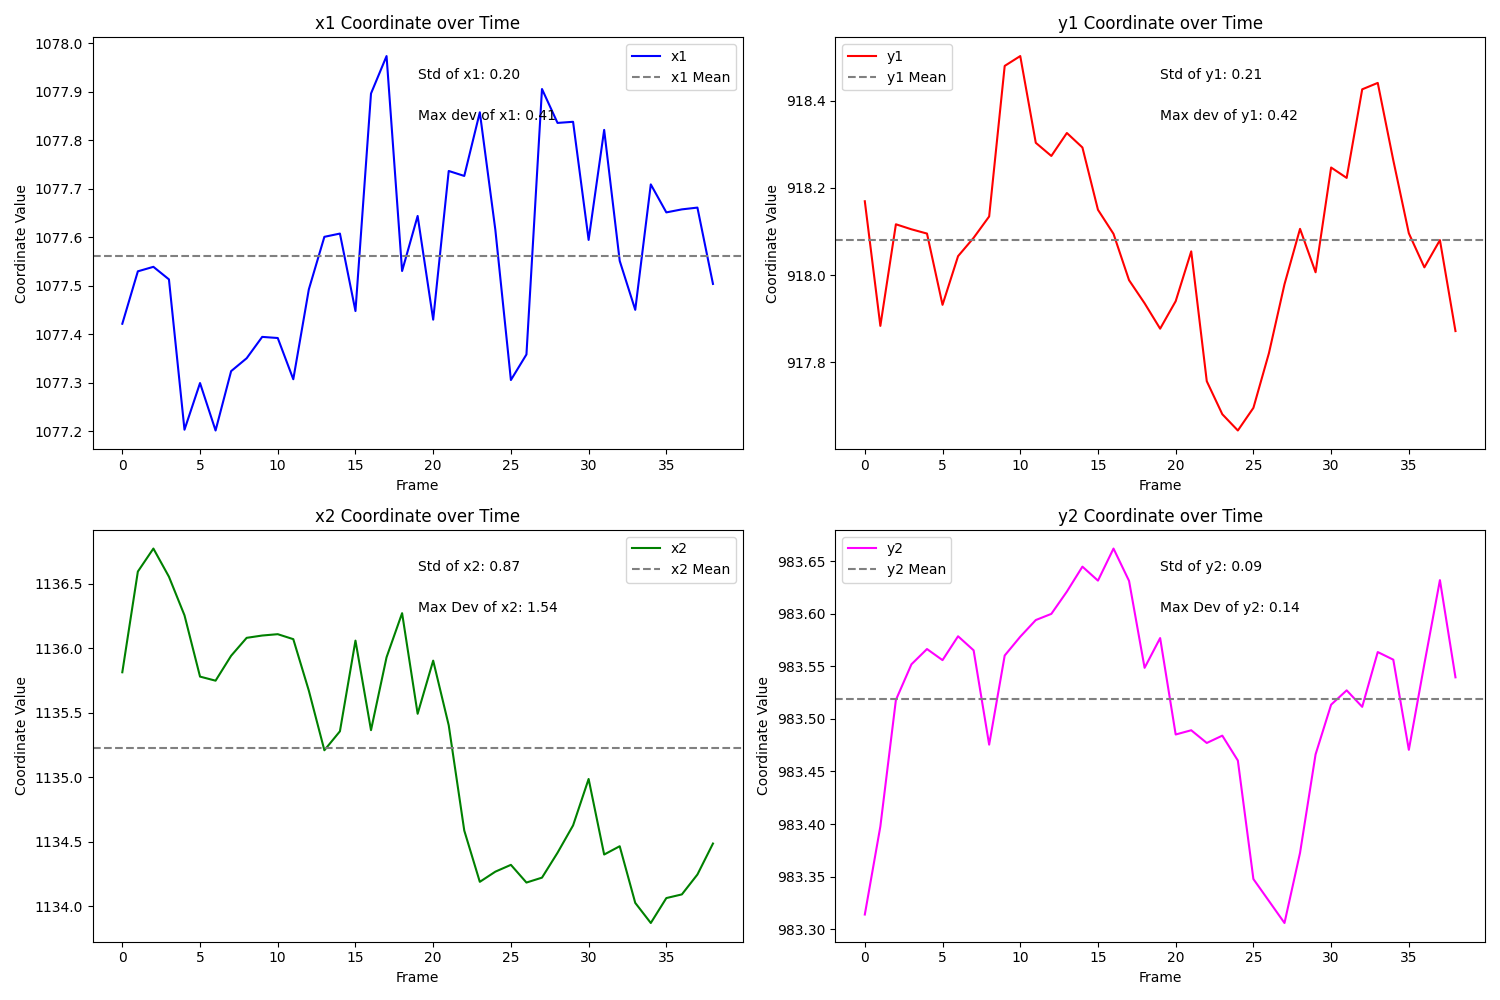 x1 Coordinate over Time
1078.0
1077.9
1077.8
1077.7
1077.6
1077.5
1077.4
1077.3
1077.2
Coordinate Value
Std of x1: 0.20
Max dev of x1: 0.41
x1
x1 Mean
0 5 10 15 20 25 30 35
Frame
y1 Coordinate over Time
918.4
918.2
918.0
917.8
Coordinate Value
y1
y1 Mean
Std of y1: 0.21
Max dev of y1: 0.42
0 5 10 15 20 25 30 35
Frame
x2 Coordinate over Time
1136.5
1136.0
1135.5
1135.0
1134.5
1134.0
Coordinate Value
Std of x2: 0.87
Max Dev of x2: 1.54
x2
x2 Mean
0 5 10 15 20 25 30 35
Frame
y2 Coordinate over Time
983.65
983.60
983.55
983.50
983.45
983.40
983.35
983.30
Coordinate Value
y2
y2 Mean
Std of y2: 0.09
Max Dev of y2: 0.14
0 5 10 15 20 25 30 35
Frame